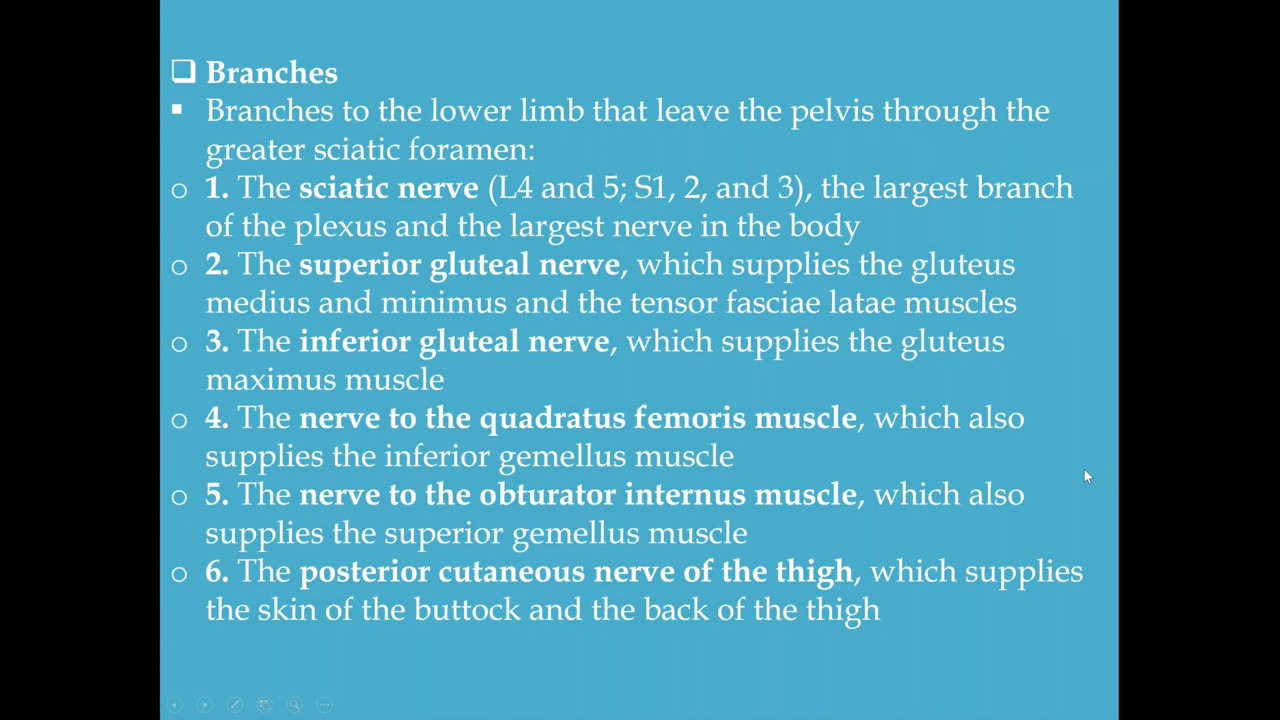 ❑ Branches
▪ Branches to the lower limb that leave the pelvis through the
greater sciatic foramen:
o 1. The sciatic nerve (L4 and 5; S1, 2, and 3), the largest branch
of the plexus and the largest nerve in the body
o 2. The superior gluteal nerve, which supplies the gluteus
medius and minimus and the tensor fasciae latae muscles
o 3. The inferior gluteal nerve, which supplies the gluteus
maximus muscle
o 4. The nerve to the quadratus femoris muscle, which also
supplies the inferior gemellus muscle
o 5. The nerve to the obturator internus muscle, which also
supplies the superior gemellus muscle
o 6. The posterior cutaneous nerve of the thigh, which supplies
the skin of the buttock and the back of the thigh